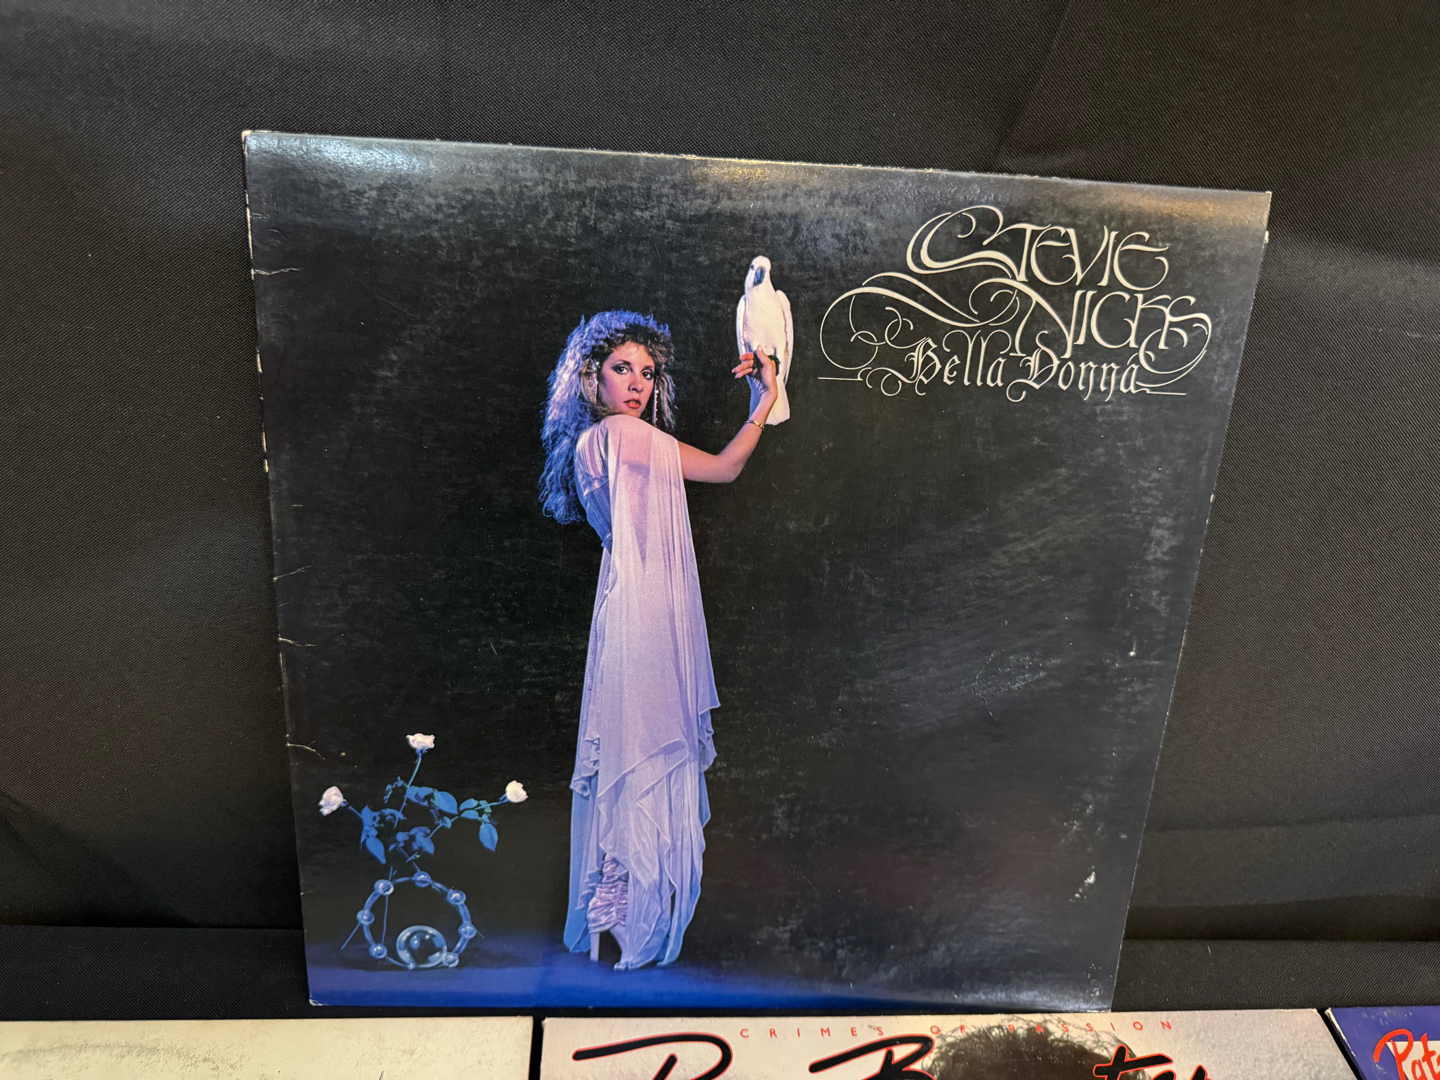 STEVIE
NICKS
Bella Donna
CRIMES OF PASSION